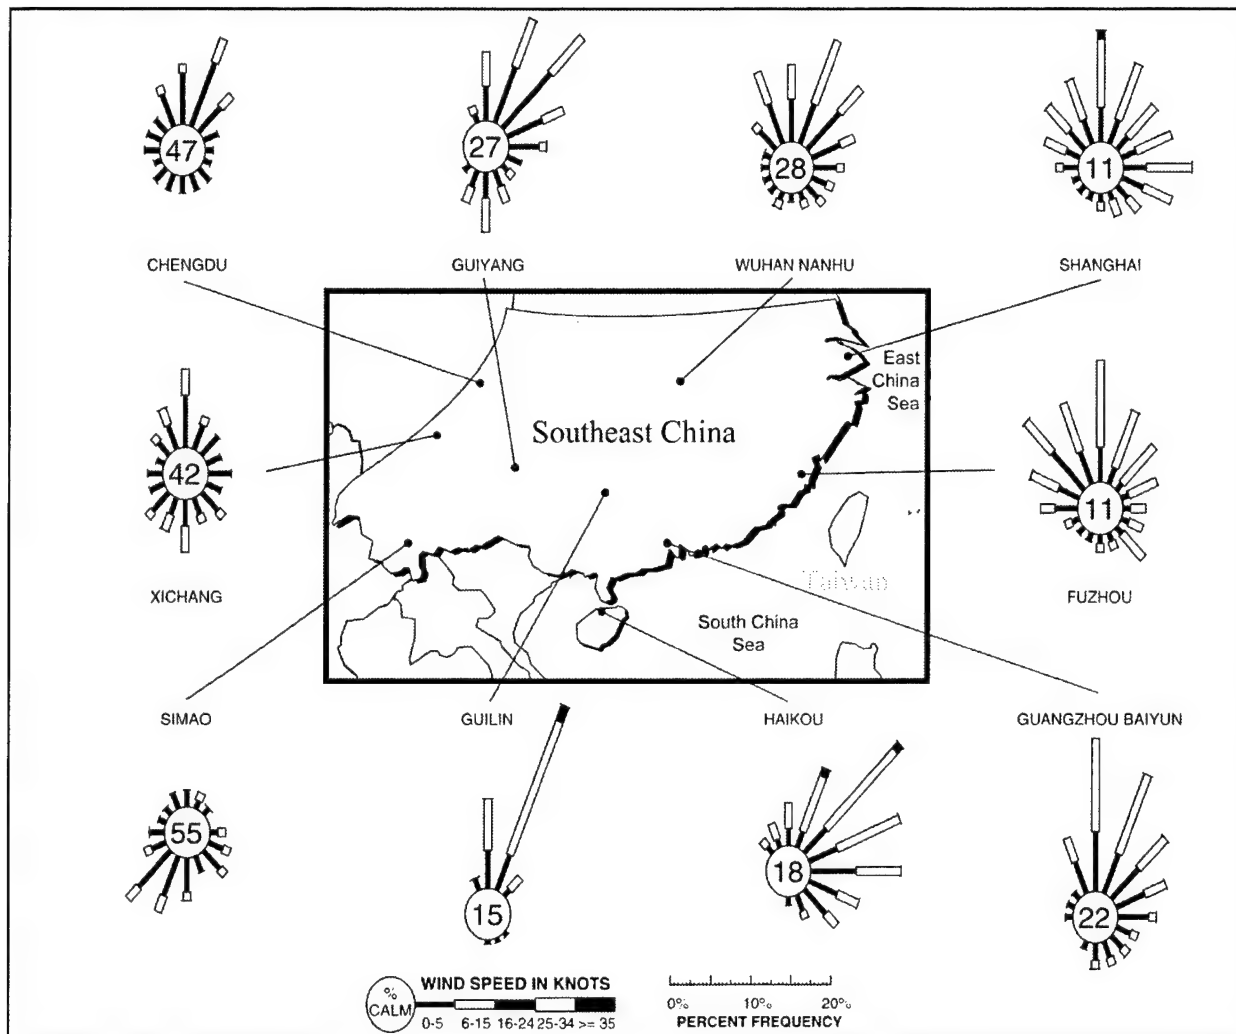 47
27
28
11
CHENGDU
GUIYANG
WUHAN NANHU
SHANGHAI
East
China
Sea
Southeast China
42
11
XICHANG
Taiwan
FUZHOU
South China
Sea
SIMAO
GUILIN
HAIKOU
GUANGZHOU BAIYUN
55
15
18
22
% CALM
WIND SPEED IN KNOTS
0-5 6-15 16-24 25-34 >= 35
0% 10% 20%
PERCENT FREQUENCY